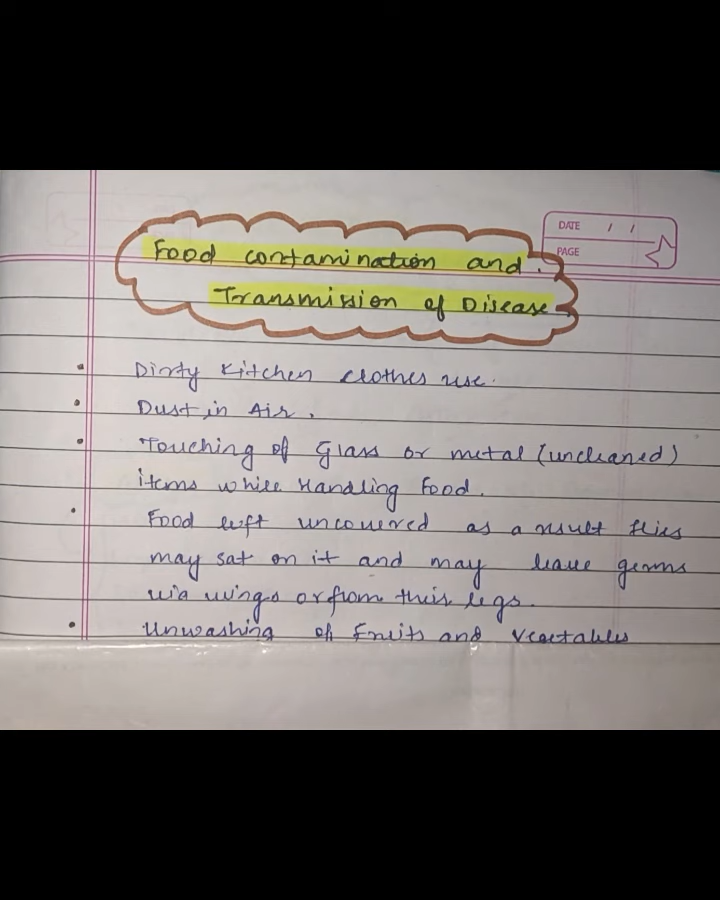 DATE / /
PAGE
Food contamination and.
Transmission of Disease
• Dirty Kitchen clothes use.
• Dust in Air.
• Touching of Glass or metal (uncleaned)
items while Handling food.
• Food left uncovered as a result flies
may sat on it and may leave germs
via wings or from their legs.
• Unwashing of Fruits and Vegetables